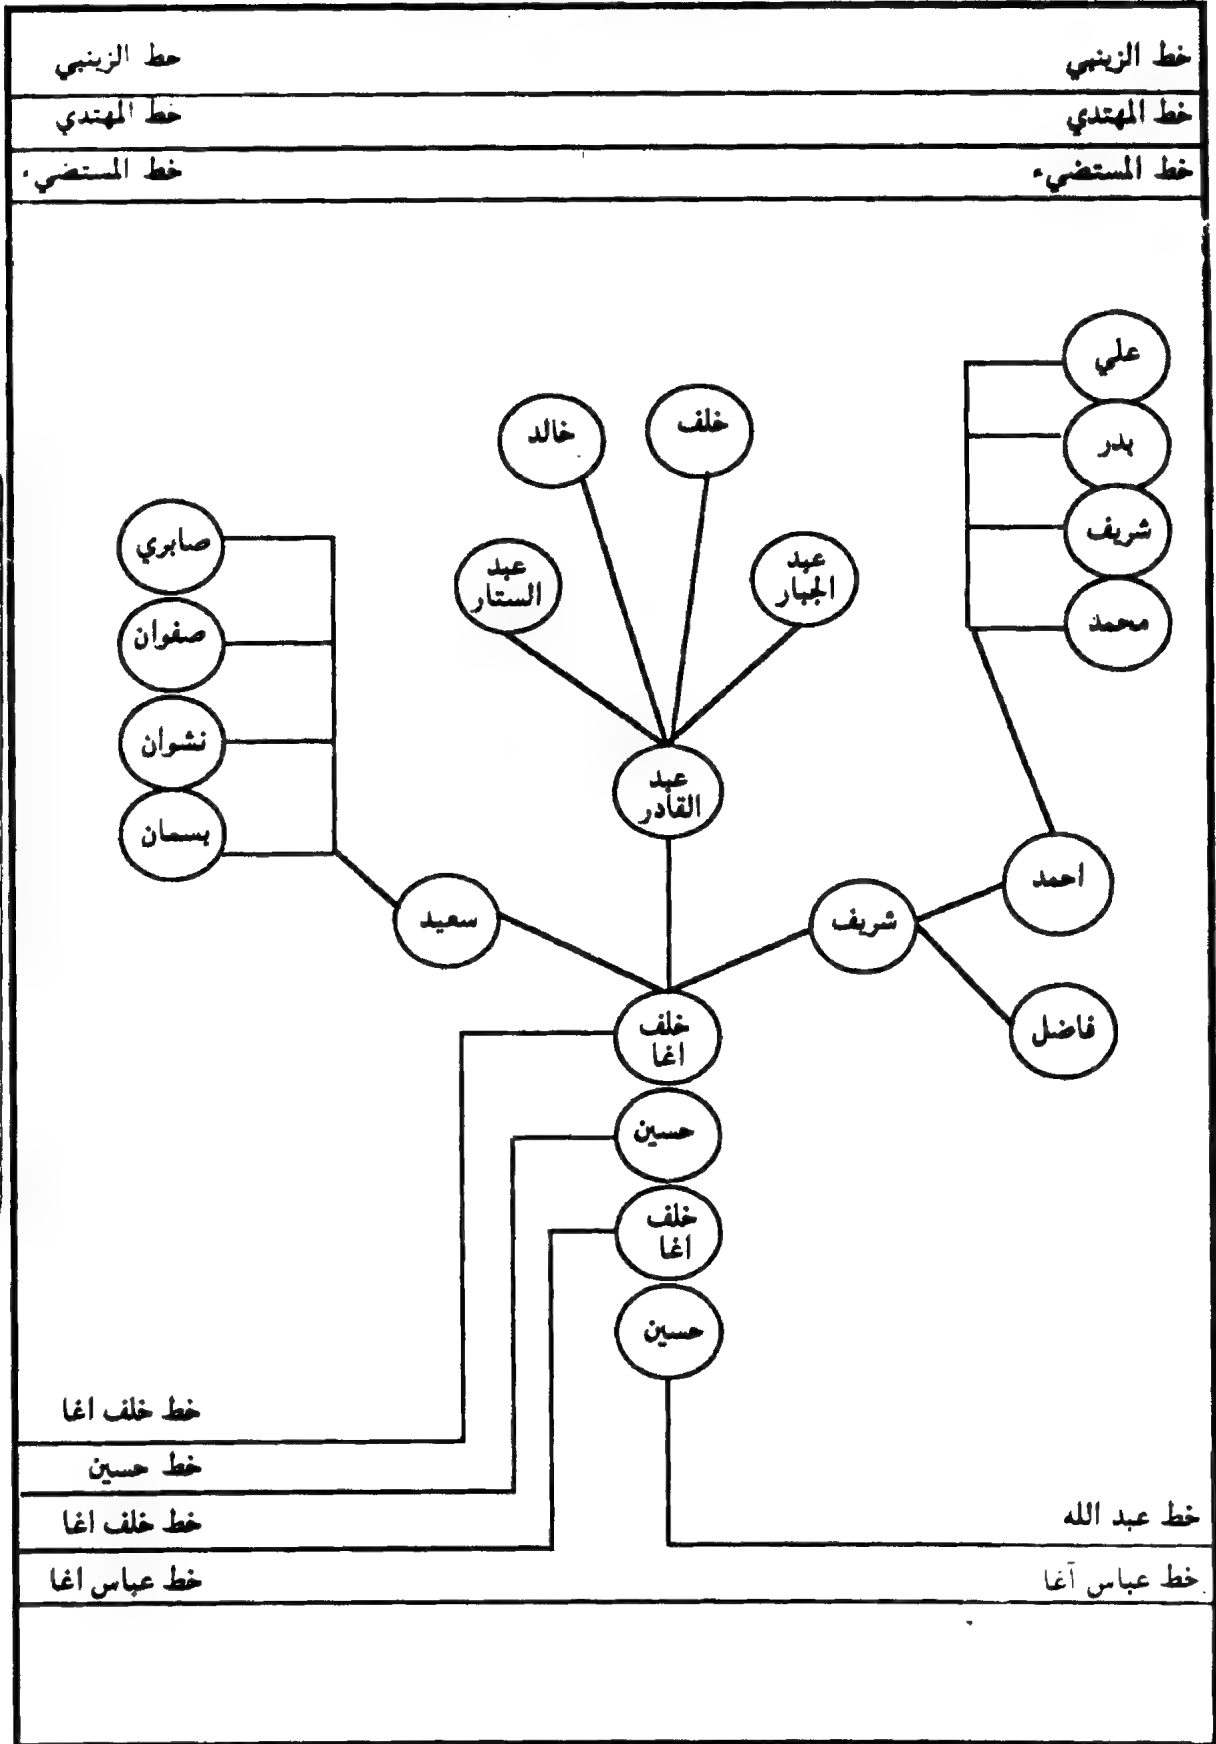 خط الزينبي
حط الزينبي
خط المهتدي
خط المهتدي
خط المستضيء
خط المستضيء
علي
بدر
شريف
محمد
خلف
خالد
عبد
الجبار
عبد
الستار
صابري
صفوان
نشوان
بسمان
عبد
القادر
احمد
شريف
فاضل
سعيد
خلف
اغا
حسين
خلف
اغا
حسين
خط خلف اغا
خط حسين
خط عبد الله
خط خلف اغا
خط عباس آغا
خط عباس اغا